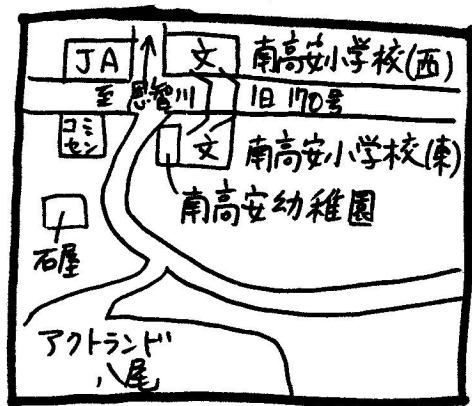 JA
文
南高安小学校(西)
至 恩智川
旧170号
コミ
セン
文
南高安小学校(東)
南高安幼稚園
石屋
アクトランド
八尾